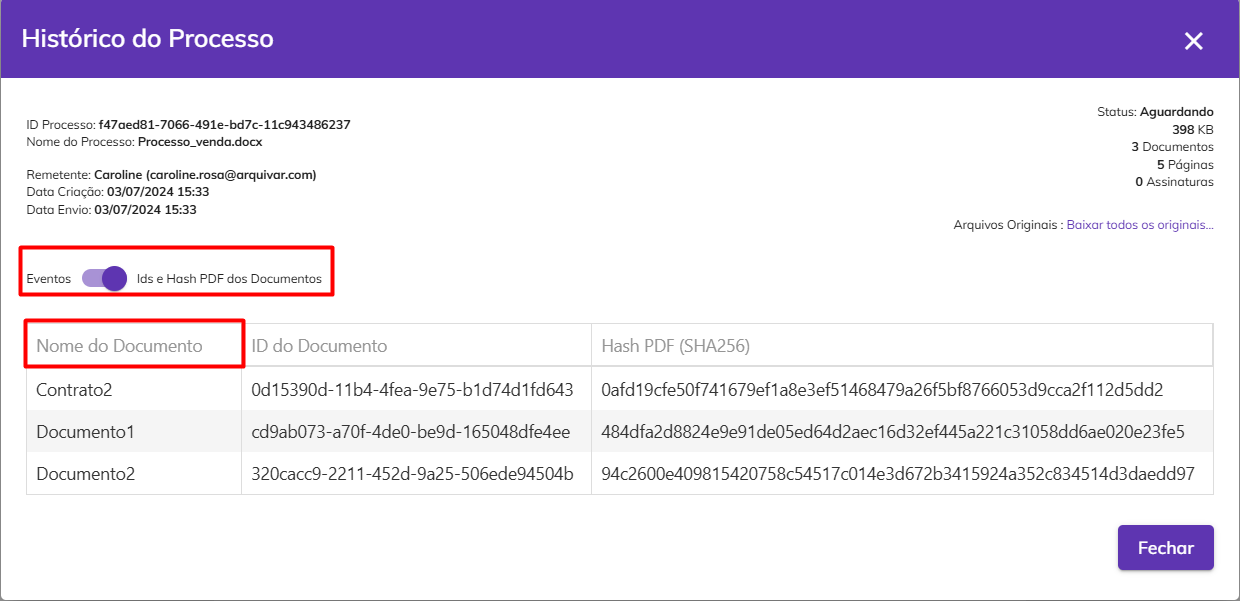 Histórico do Processo
ID Processo: f47aed81-7066-491e-bd7c-11c943486237
Nome do Processo: Processo_venda.docx
Remetente: Caroline (caroline.rosa@arquivar.com)
Data Criação: 03/07/2024 15:33
Data Envio: 03/07/2024 15:33
Status: Aguardando
398 KB
3 Documentos
5 Páginas
0 Assinaturas
Arquivos Originais : Baixar todos os originais...
Eventos Ids e Hash PDF dos Documentos
Nome do Documento ID do Documento Hash PDF (SHA256)
Contrato2 0d15390d-11b4-4fea-9e75-b1d74d1fd643 0afd19cfe50f741679ef1a8e3ef51468479a26f5bf8766053d9cca2f112d5dd2
Documento1 cd9ab073-a70f-4de0-be9d-165048dfe4ee 484dfa2d8824e9e91de05ed64d2aec16d32ef445a221c31058dd6ae020e23fe5
Documento2 320cacc9-2211-452d-9a25-506ede94504b 94c2600e409815420758c54517c014e3d672b3415924a352c834514d3daedd97
Fechar